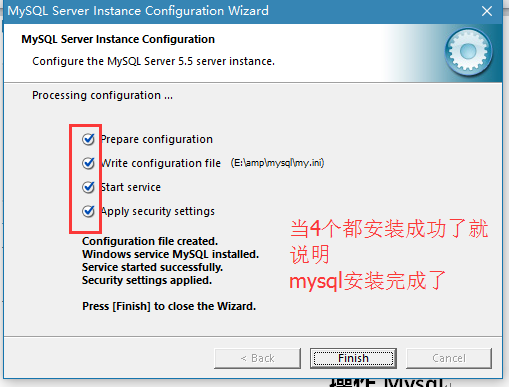 MySQL Server Instance Configuration Wizard
MySQL Server Instance Configuration
Configure the MySQL Server 5.5 server instance.
Processing configuration ...
Prepare configuration
Write configuration file (E:\amp\mysql\my.ini)
Start service
Apply security settings
当4个都安装成功了就
说明
mysql安装完成了
Configuration file created.
Windows service MySQL installed.
Service started successfully.
Security settings applied.
Press [Finish] to close the Wizard.
< Back
Finish
Cancel
操作 Mysql